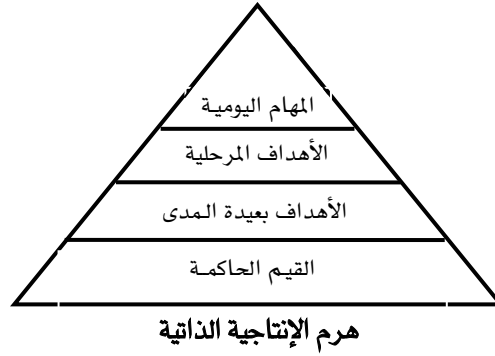 المهام اليومية
الأهداف المرحلية
الأهداف بعيدة المدى
القيم الحاكمة
هرم الإنتاجية الذاتية